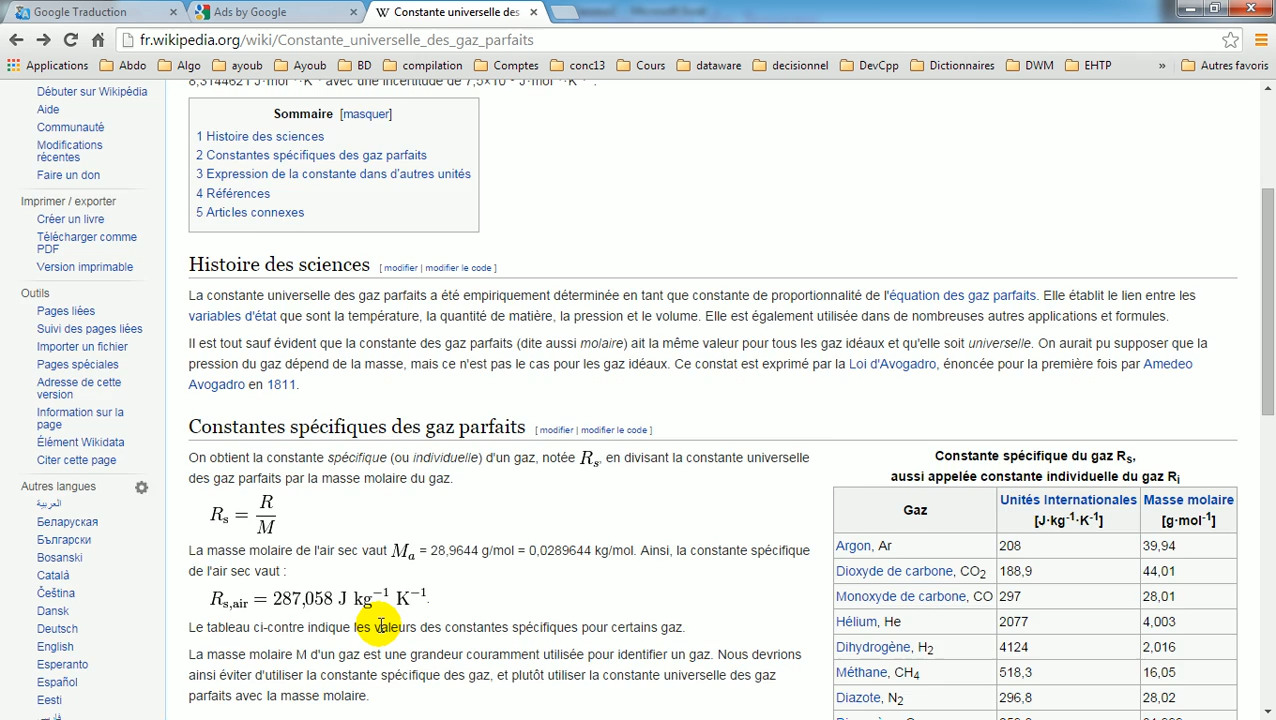 Google Traduction
Ads by Google
Constante universelle des
fr.wikipedia.org/wiki/Constante_universelle_des_gaz_parfaits
Applications
Abdo
Algo
ayoub
Ayoub
BD
compilation
Comptes
conc13
Cours
dataware
decisionnel
DevCpp
Dictionnaires
DWM
EHTP
»
Autres favoris
Débuter sur Wikipédia
Aide
Communauté
Modifications
récentes
Faire un don
Imprimer / exporter
Créer un livre
Télécharger comme
PDF
Version imprimable
Outils
Pages liées
Suivi des pages liées
Importer un fichier
Pages spéciales
Adresse de cette
version
Information sur la
page
Élément Wikidata
Citer cette page
Autres langues
العربية
Беларуская
Български
Bosanski
Català
Čeština
Dansk
Deutsch
English
Esperanto
Español
Eesti
Sommaire [masquer]
1 Histoire des sciences
2 Constantes spécifiques des gaz parfaits
3 Expression de la constante dans d'autres unités
4 Références
5 Articles connexes
Histoire des sciences [ modifier | modifier le code ]
La constante universelle des gaz parfaits a été empiriquement déterminée en tant que constante de proportionnalité de l'équation des gaz parfaits. Elle établit le lien entre les
variables d'état que sont la température, la quantité de matière, la pression et le volume. Elle est également utilisée dans de nombreuses autres applications et formules.
Il est tout sauf évident que la constante des gaz parfaits (dite aussi molaire) ait la même valeur pour tous les gaz idéaux et qu'elle soit universelle. On aurait pu supposer que la
pression du gaz dépend de la masse, mais ce n'est pas le cas pour les gaz idéaux. Ce constat est exprimé par la Loi d'Avogadro, énoncée pour la première fois par Amedeo
Avogadro en 1811.
Constantes spécifiques des gaz parfaits [ modifier | modifier le code ]
On obtient la constante spécifique (ou individuelle) d'un gaz, notée Rₛ, en divisant la constante universelle
des gaz parfaits par la masse molaire du gaz.
Rₛ = R/M
La masse molaire de l'air sec vaut Mₐ = 28,9644 g/mol = 0,0289644 kg/mol. Ainsi, la constante spécifique
de l'air sec vaut :
Rs,air = 287,058 J kg⁻¹ K⁻¹.
Le tableau ci-contre indique les valeurs des constantes spécifiques pour certains gaz.
La masse molaire M d'un gaz est une grandeur couramment utilisée pour identifier un gaz. Nous devrions
ainsi éviter d'utiliser la constante spécifique des gaz, et plutôt utiliser la constante universelle des gaz
parfaits avec la masse molaire.
Constante spécifique du gaz Rₛ,
aussi appelée constante individuelle du gaz Rᵢ
Gaz Unités Internationales [J·kg⁻¹·K⁻¹] Masse molaire [g·mol⁻¹]
Argon, Ar 208 39,94
Dioxyde de carbone, CO₂ 188,9 44,01
Monoxyde de carbone, CO 297 28,01
Hélium, He 2077 4,003
Dihydrogène, H₂ 4124 2,016
Méthane, CH₄ 518,3 16,05
Diazote, N₂ 296,8 28,02